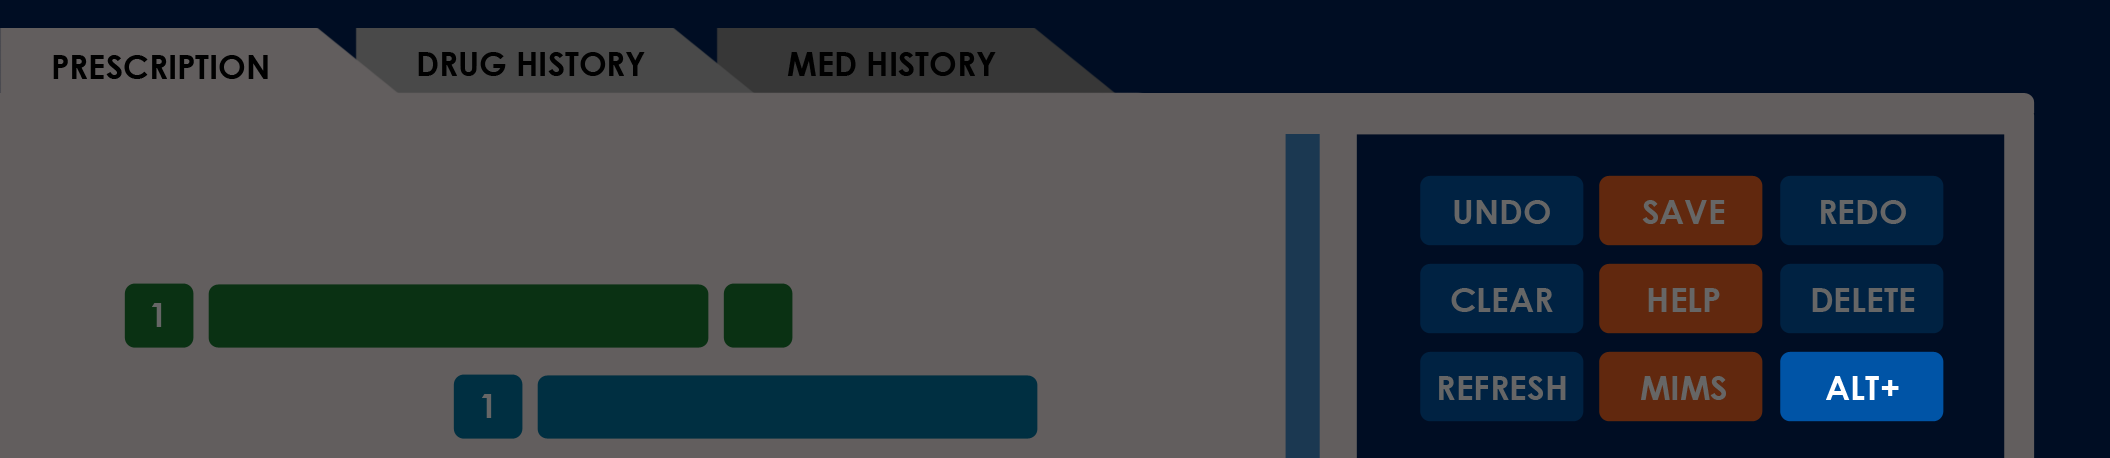 PRESCRIPTION
DRUG HISTORY
MED HISTORY
UNDO
SAVE
REDO
1
CLEAR
HELP
DELETE
1
REFRESH
MIMS
ALT+